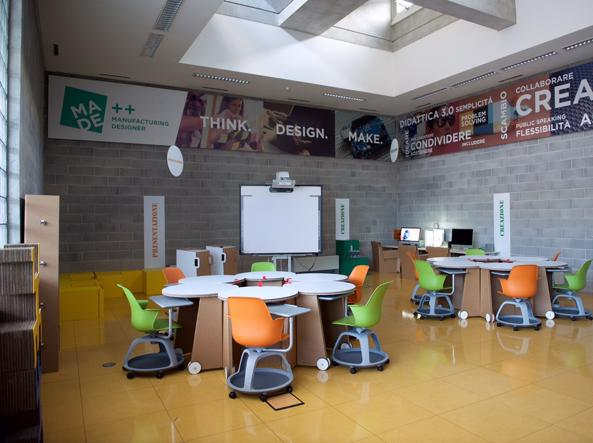 MADE
++
MANUFACTURING
DESIGNER
THINK.
DESIGN.
MAKE.
DIDATTICA 3.0 SEMPLICITÀ
CONDIVIDERE
INCLUDERE
PROBLEM
SOLVING
SCAMBIO
COLLABORARE
CREA
PUBLIC SPEAKING
FLESSIBILITÀ A
PRESENTAZIONE
CREAZIONE
CREAZIONE